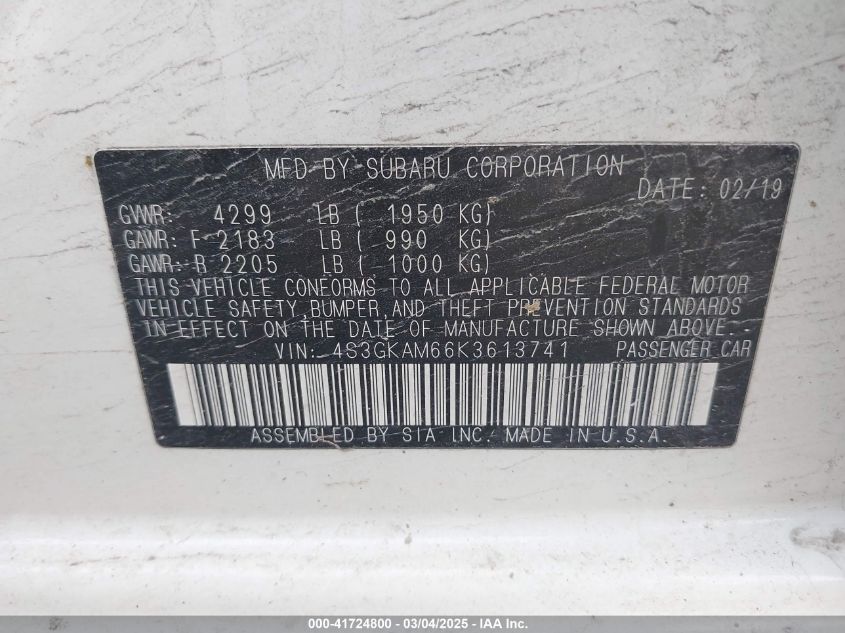 MFD BY SUBARU CORPORATION
DATE: 02/19
GVWR: 4299 LB ( 1950 KG)
GAWR: F 2183 LB ( 990 KG)
GAWR: R 2205 LB ( 1000 KG)
THIS VEHICLE CONFORMS TO ALL APPLICABLE FEDERAL MOTOR
VEHICLE SAFETY, BUMPER, AND THEFT PREVENTION STANDARDS
IN EFFECT ON THE DATE OF MANUFACTURE SHOWN ABOVE.
VIN: 4S3GKAM66K3613741 PASSENGER CAR
ASSEMBLED BY SIA INC. MADE IN U.S.A.
000-41724800 — 03/04/2025 — IAAI.COM